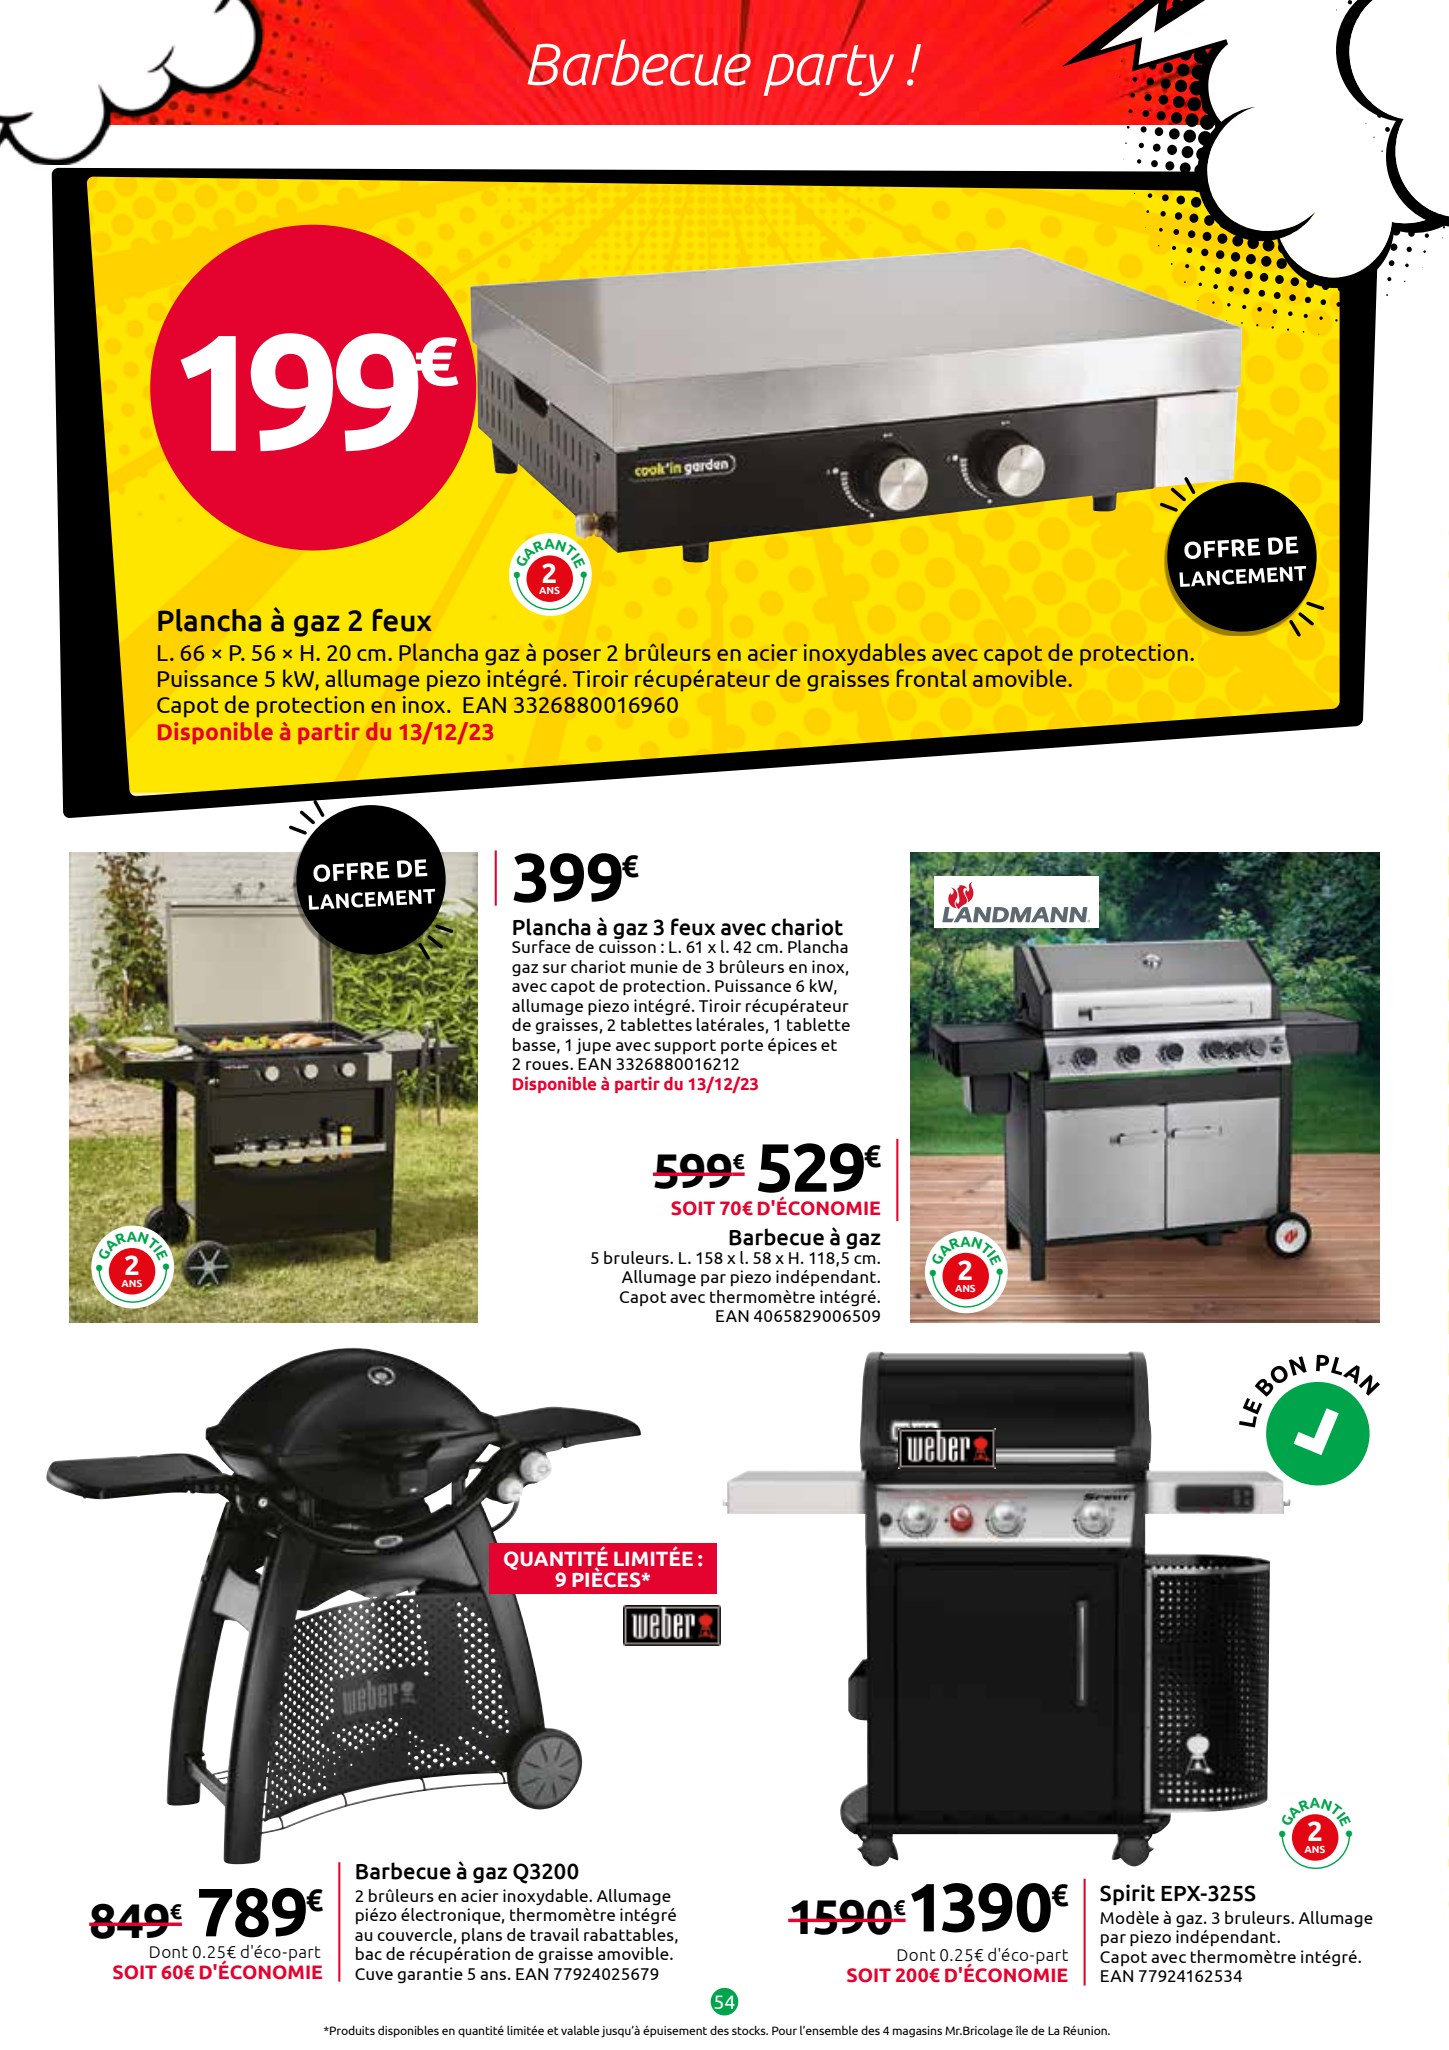 Barbecue party !
199€
cook'in garden
GARANTIE
2
ANS
OFFRE DE
LANCEMENT
Plancha à gaz 2 feux
L. 66 × P. 56 × H. 20 cm. Plancha gaz à poser 2 brûleurs en acier inoxydables avec capot de protection.
Puissance 5 kW, allumage piezo intégré. Tiroir récupérateur de graisses frontal amovible.
Capot de protection en inox. EAN 3326880016960
Disponible à partir du 13/12/23
OFFRE DE
LANCEMENT
GARANTIE
2
ANS
399€
Plancha à gaz 3 feux avec chariot
Surface de cuisson : L. 61 x l. 42 cm. Plancha
gaz sur chariot munie de 3 brûleurs en inox,
avec capot de protection. Puissance 6 kW,
allumage piezo intégré. Tiroir récupérateur
de graisses, 2 tablettes latérales, 1 tablette
basse, 1 jupe avec support porte épices et
2 roues. EAN 3326880016212
Disponible à partir du 13/12/23
LANDMANN
GARANTIE
2
ANS
599€ 529€
SOIT 70€ D'ÉCONOMIE
Barbecue à gaz
5 bruleurs. L. 158 x l. 58 x H. 118,5 cm.
Allumage par piezo indépendant.
Capot avec thermomètre intégré.
EAN 4065829006509
QUANTITÉ LIMITÉE :
9 PIÈCES*
weber
weber
849€ 789€
Dont 0.25€ d'éco-part
SOIT 60€ D'ÉCONOMIE
Barbecue à gaz Q3200
2 brûleurs en acier inoxydable. Allumage
piézo électronique, thermomètre intégré
au couvercle, plans de travail rabattables,
bac de récupération de graisse amovible.
Cuve garantie 5 ans. EAN 77924025679
LE BON PLAN
weber
SPIRIT
GARANTIE
2
ANS
1590€ 1390€
Dont 0.25€ d'éco-part
SOIT 200€ D'ÉCONOMIE
Spirit EPX-325S
Modèle à gaz. 3 bruleurs. Allumage
par piezo indépendant.
Capot avec thermomètre intégré.
EAN 77924162534
54
*Produits disponibles en quantité limitée et valable jusqu'à épuisement des stocks. Pour l'ensemble des 4 magasins Mr.Bricolage île de La Réunion.